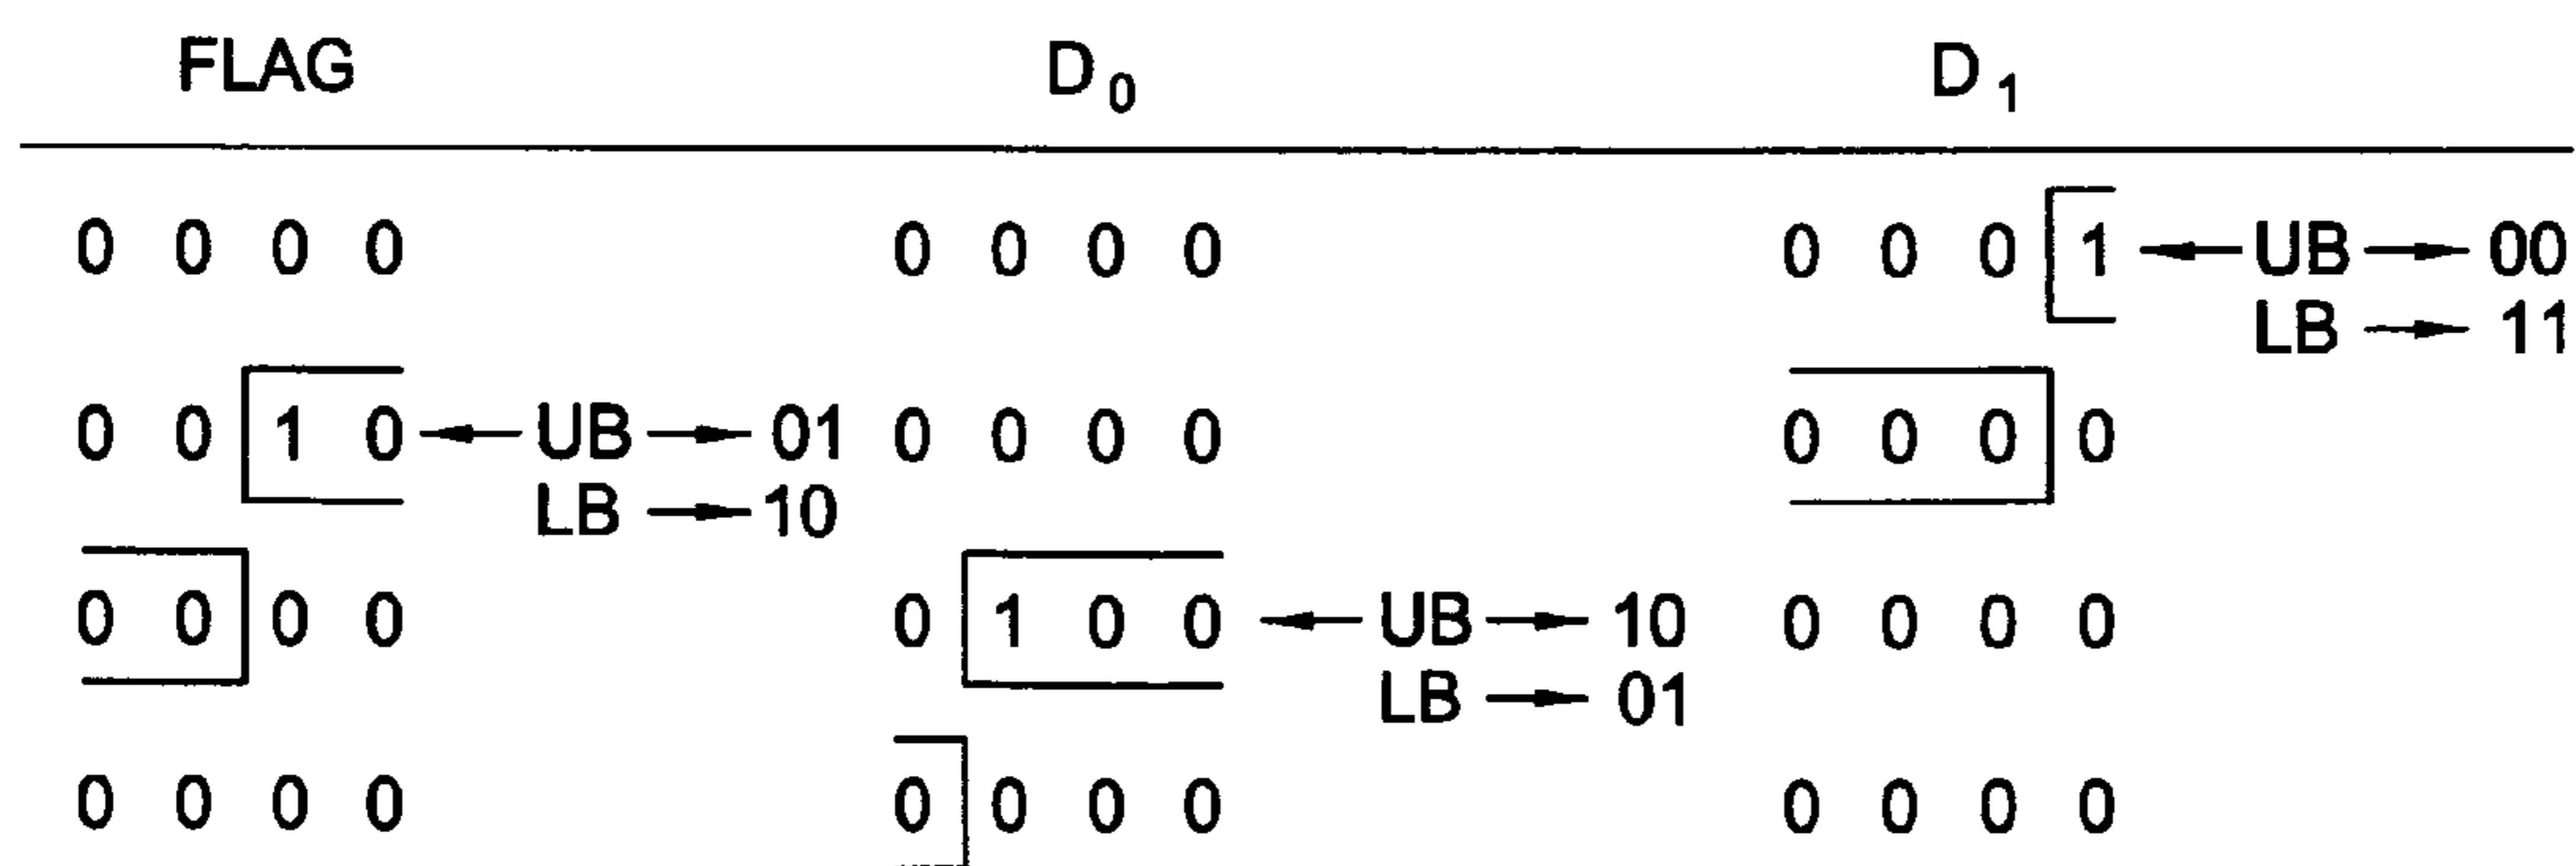 FLAG D₀ D₁
0 0 0 0 0 0 0 0 0 0 0 1 ← UB → 00
LB → 11
0 0 1 0 ← UB → 01 0 0 0 0 0 0 0 0
LB → 10
0 0 0 0 0 1 0 0 ← UB → 10 0 0 0 0
LB → 01
0 0 0 0 0 0 0 0 0 0 0 0